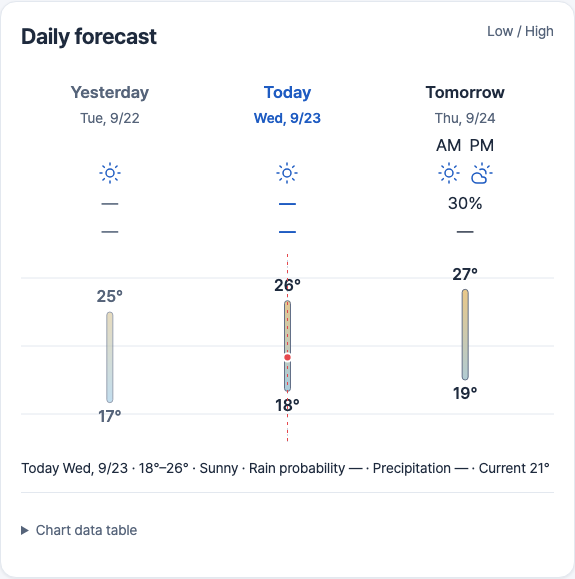 Daily forecast
Low / High
Yesterday Today Tomorrow
Tue, 9/22 Wed, 9/23 Thu, 9/24
AM PM
— — 30%
— — —
27°
26°
25°
19°
18°
17°
Today Wed, 9/23 · 18°–26° · Sunny · Rain probability — · Precipitation — · Current 21°
Chart data table